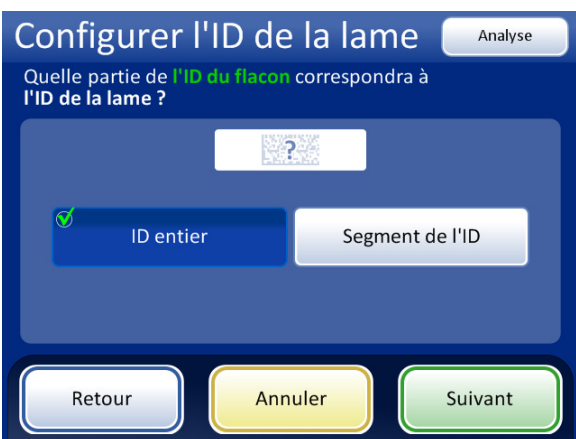 Configurer l'ID de la lame
Analyse
Quelle partie de l'ID du flacon correspondra à
l'ID de la lame ?
?
ID entier
Segment de l'ID
Retour
Annuler
Suivant